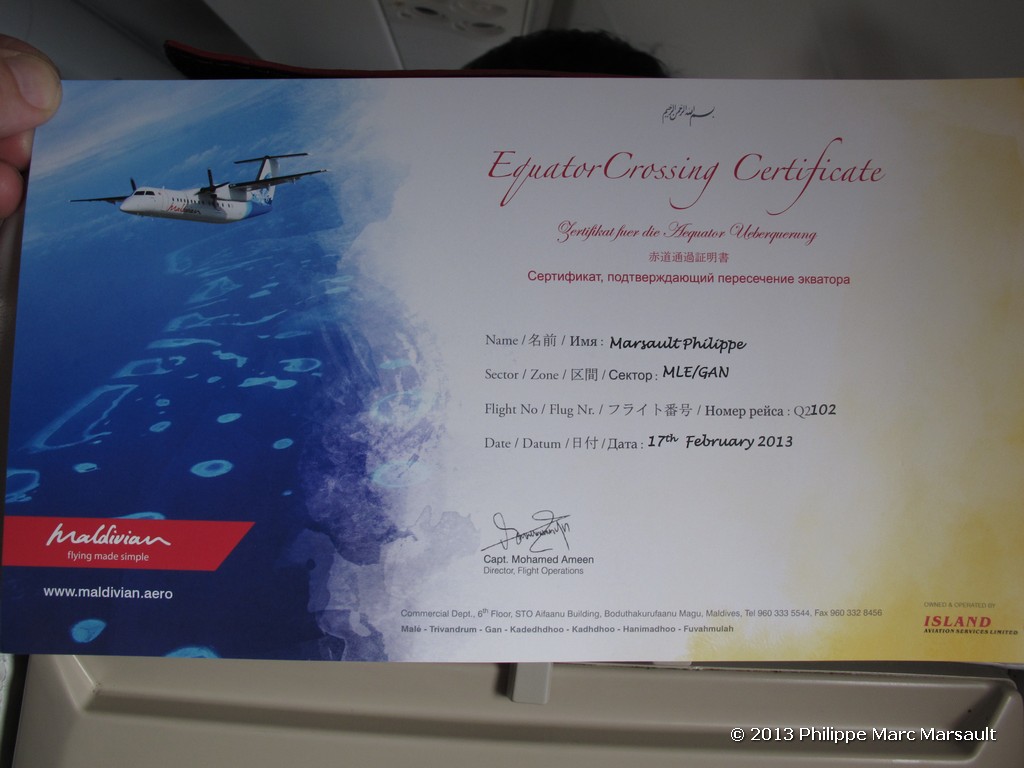 بسم الله الرحمن الرحيم
Equator Crossing Certificate
Zertifikat fuer die Aequator Ueberquerung
赤道通過証明書
Сертификат, подтверждающий пересечение экватора
Name / 名前 / Имя : Marsault Philippe
Sector / Zone / 区間 / Сектор : MLE/GAN
Flight No / Flug Nr. / フライト番号 / Номер рейса : Q2102
Date / Datum / 日付 / Дата : 17th February 2013
Capt. Mohamed Ameen
Director, Flight Operations
Maldivian
Maldivian
flying made simple
www.maldivian.aero
Commercial Dept., 6th Floor, STO Aifaanu Building, Boduthakurufaanu Magu, Maldives, Tel 960 333 5544, Fax 960 332 8456
Malé - Trivandrum - Gan - Kadedhdhoo - Kadhdhoo - Hanimadhoo - Fuvahmulah
OWNED & OPERATED BY
ISLAND
AVIATION SERVICES LIMITED
© 2013 Philippe Marc Marsault